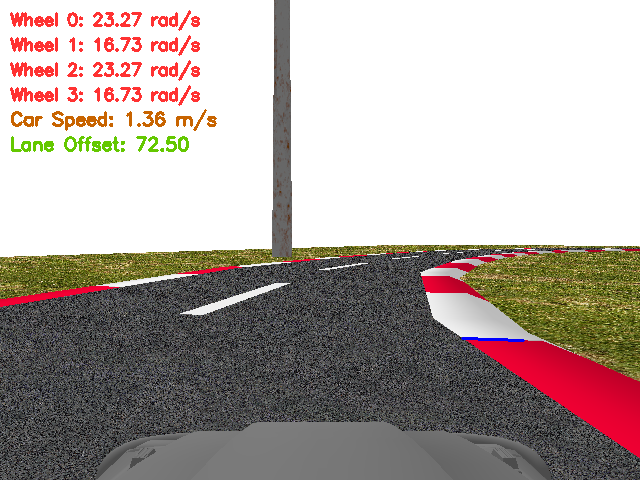 Wheel 0: 23.27 rad/s
Wheel 1: 16.73 rad/s
Wheel 2: 23.27 rad/s
Wheel 3: 16.73 rad/s
Car Speed: 1.36 m/s
Lane Offset: 72.50